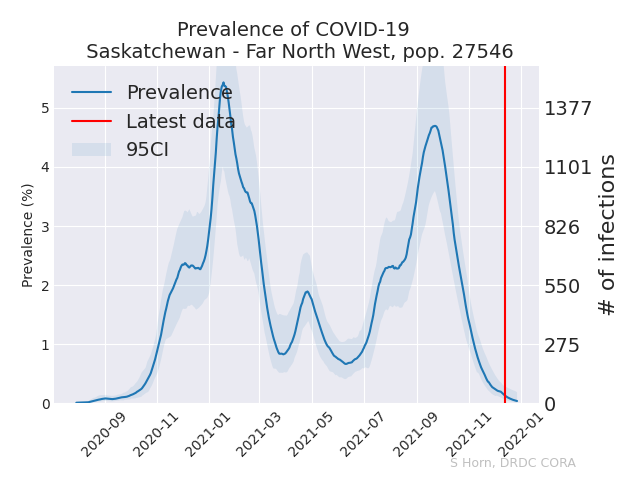 Prevalence of COVID-19
Saskatchewan - Far North West, pop. 27546
Prevalence
Latest data
95CI
Prevalence (%)
5
4
3
2
1
0
1377
1101
826
550
275
0
# of infections
2020-09
2020-11
2021-01
2021-03
2021-05
2021-07
2021-09
2021-11
2022-01
S Horn, DRDC CORA